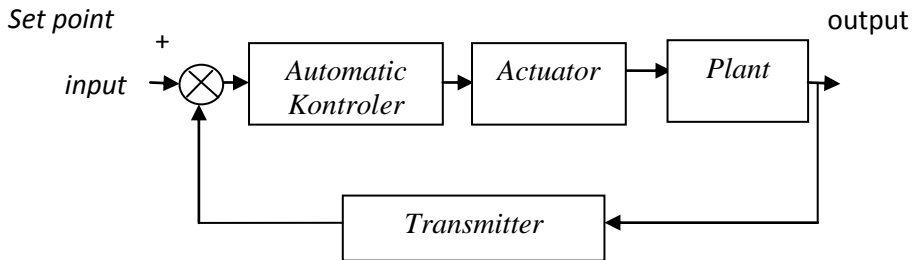 Set point
output
+
input
Automatic
Kontroler
Actuator
Plant
Transmitter